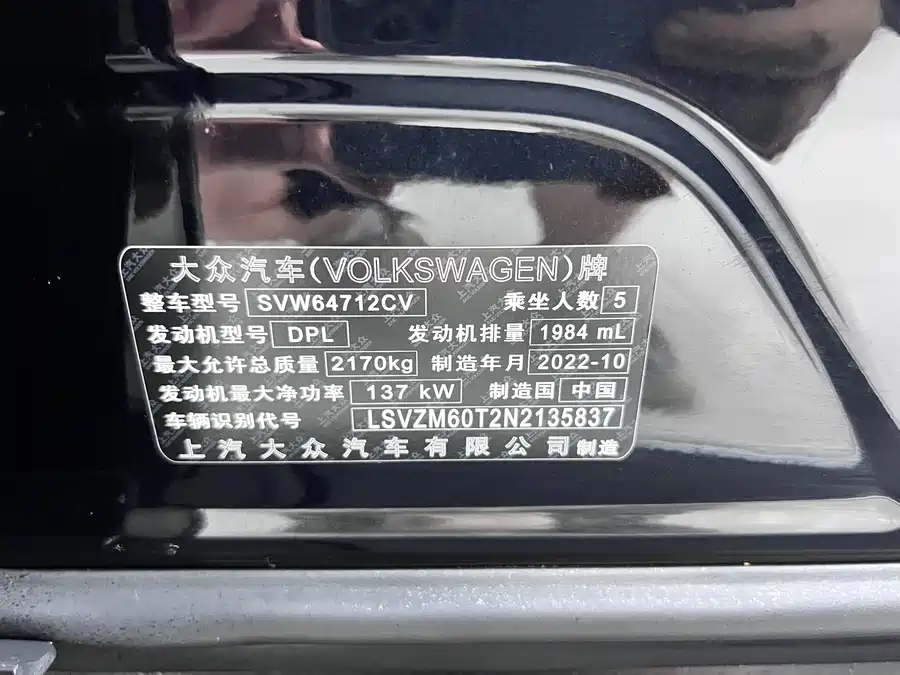 大众汽车(VOLKSWAGEN)牌
整车型号 SVW64712CV 乘坐人数 5
发动机型号 DPL 发动机排量 1984 mL
最大允许总质量 2170kg 制造年月 2022-10
发动机最大净功率 137 kW 制造国 中国
车辆识别代号 LSVZM60T2N2135837
上汽大众汽车有限公司制造